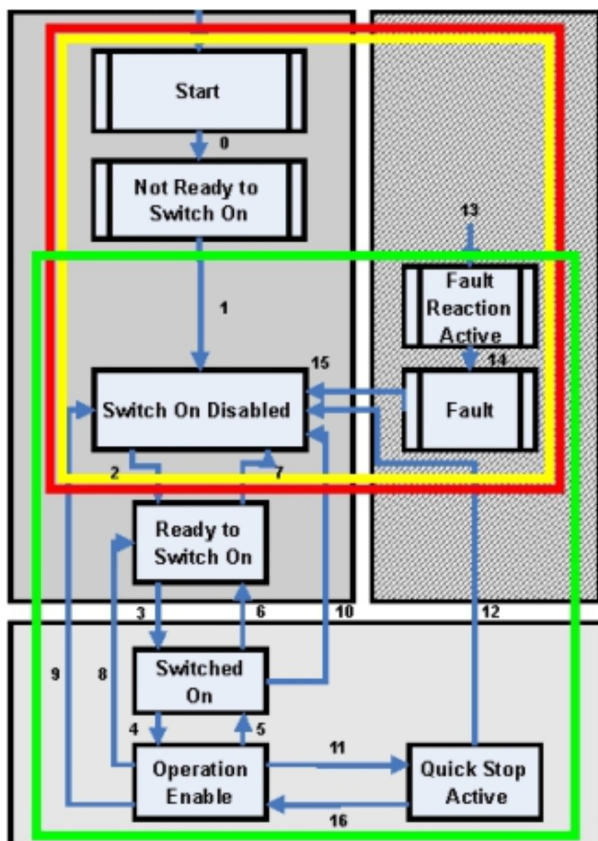 Start
0
Not Ready to
Switch On
13
Fault
Reaction
Active
1
15
14
Switch On Disabled
Fault
2
7
Ready to
Switch On
3
6
10
12
9
8
Switched
On
4
5
11
Operation
Enable
Quick Stop
Active
16